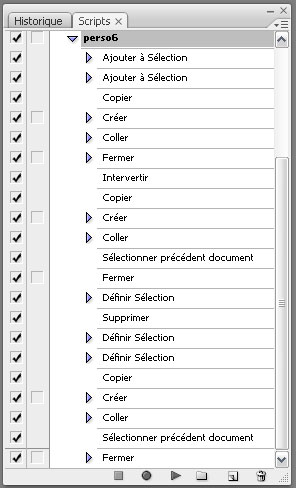 Historique Scripts ×
perso6
Ajouter à Sélection
Ajouter à Sélection
Copier
Créer
Coller
Fermer
Intervertir
Copier
Créer
Coller
Sélectionner précédent document
Fermer
Définir Sélection
Supprimer
Définir Sélection
Définir Sélection
Copier
Créer
Coller
Sélectionner précédent document
Fermer